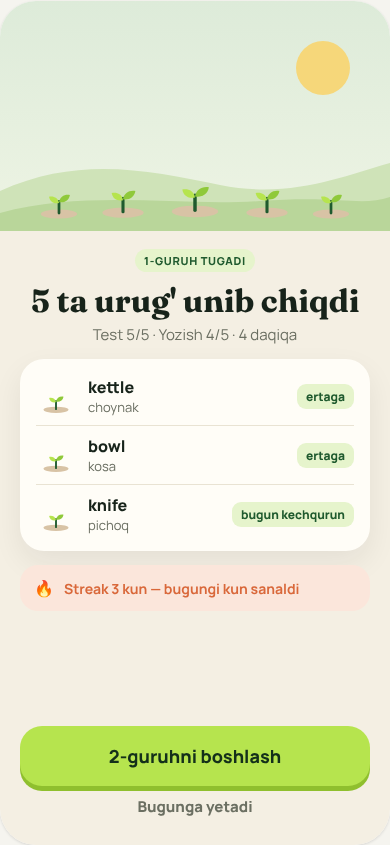 1-GURUH TUGADI
5 ta urug' unib chiqdi
Test 5/5 · Yozish 4/5 · 4 daqiqa
kettle
choynak
ertaga
bowl
kosa
ertaga
knife
pichoq
bugun kechqurun
🔥 Streak 3 kun — bugungi kun sanaldi
2-guruhni boshlash
Bugunga yetadi